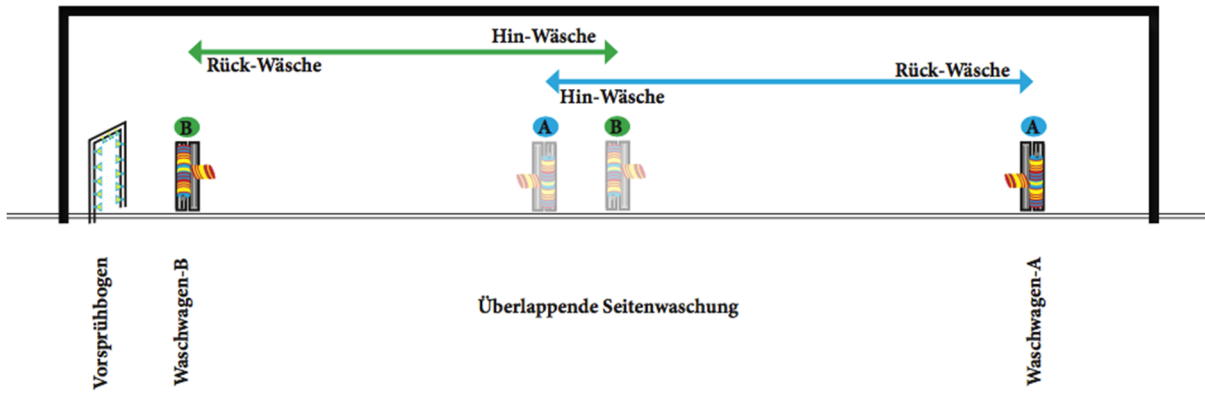 Hin-Wäsche
Rück-Wäsche
Rück-Wäsche
Hin-Wäsche
B
A
B
A
Vorsprühbogen
Waschwagen-B
Überlappende Seitenwaschung
Waschwagen-A